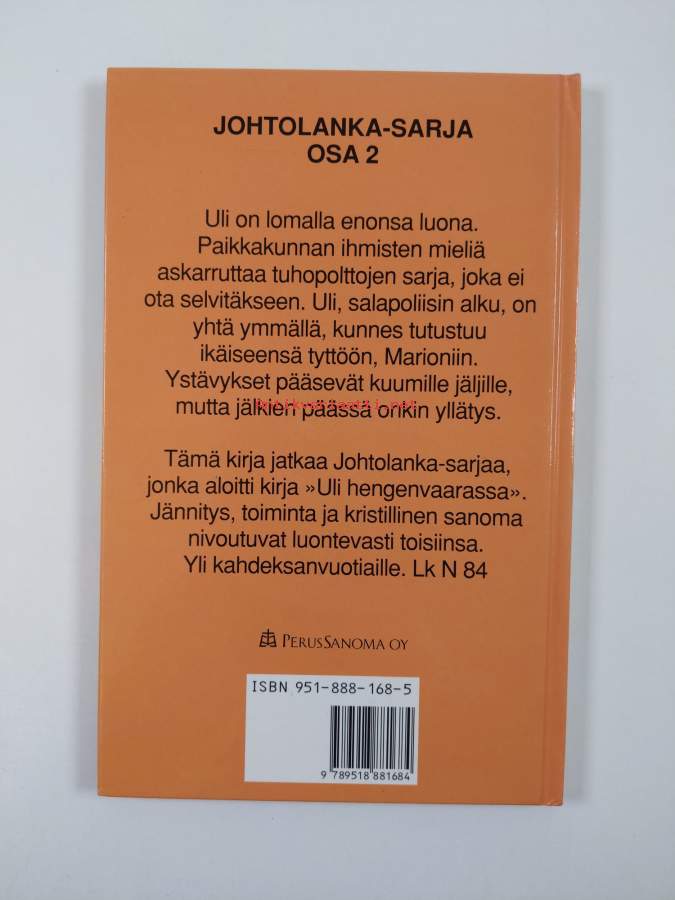 JOHTOLANKA-SARJA
OSA 2
Uli on lomalla enonsa luona.
Paikkakunnan ihmisten mieliä
askarruttaa tuhopolttojen sarja, joka ei
ota selvitäkseen. Uli, salapoliisin alku, on
yhtä ymmällä, kunnes tutustuu
ikäiseensä tyttöön, Marioniin.
Ystävykset pääsevät kuumille jäljille,
mutta jälkien päässä onkin yllätys.
Antikvariaatti.net
Tämä kirja jatkaa Johtolanka-sarjaa,
jonka aloitti kirja »Uli hengenvaarassa».
Jännitys, toiminta ja kristillinen sanoma
nivoutuvat luontevasti toisiinsa.
Yli kahdeksanvuotiaille. Lk N 84
PERUSSANOMA OY
ISBN 951-888-168-5
9 789518 881684